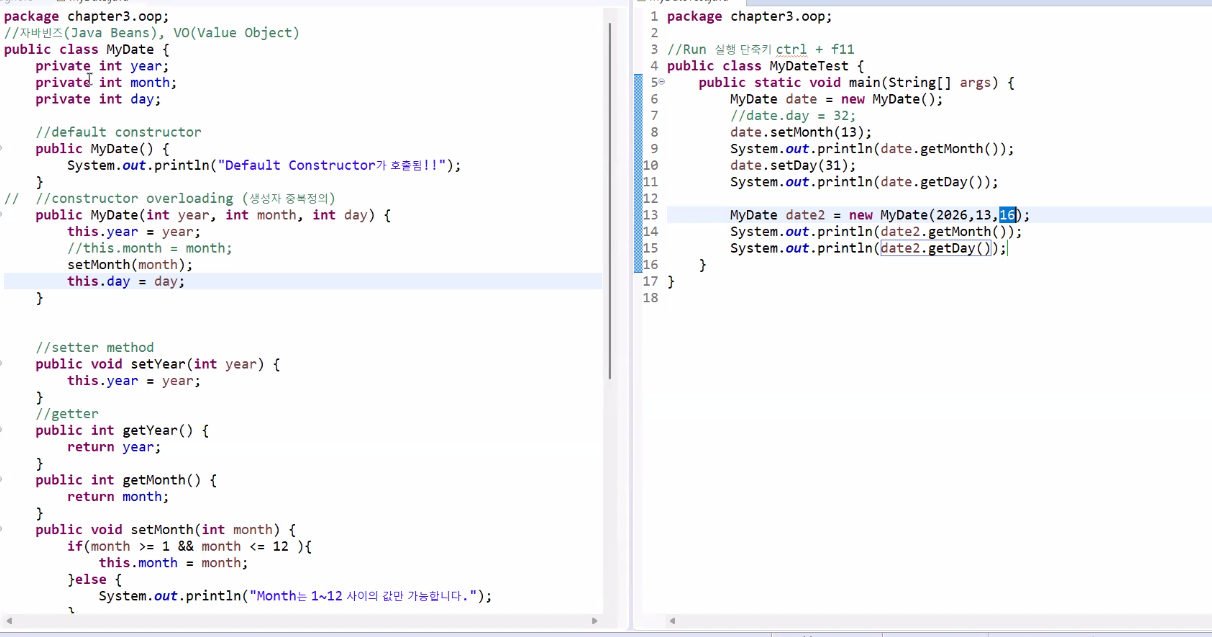 package chapter3.oop;
//자바빈즈(Java Beans), VO(Value Object)
public class MyDate {
    private int year;
    private int month;
    private int day;
    //default constructor
    public MyDate() {
        System.out.println("Default Constructor가 호출됨!!");
    }
//  //constructor overloading (생성자 중복정의)
    public MyDate(int year, int month, int day) {
        this.year = year;
        //this.month = month;
        setMonth(month);
        this.day = day;
    }
    //setter method
    public void setYear(int year) {
        this.year = year;
    }
    //getter
    public int getYear() {
        return year;
    }
    public int getMonth() {
        return month;
    }
    public void setMonth(int month) {
        if(month >= 1 && month <= 12 ){
            this.month = month;
        }else {
            System.out.println("Month는 1~12 사이의 값만 가능합니다.");
1 package chapter3.oop;
2
3 //Run 실행 단축키 ctrl + f11
4 public class MyDateTest {
5     public static void main(String[] args) {
6         MyDate date = new MyDate();
7         //date.day = 32;
8         date.setMonth(13);
9         System.out.println(date.getMonth());
10         date.setDay(31);
11         System.out.println(date.getDay());
12
13         MyDate date2 = new MyDate(2026,13,16);
14         System.out.println(date2.getMonth());
15         System.out.println(date2.getDay());
16     }
17 }
18